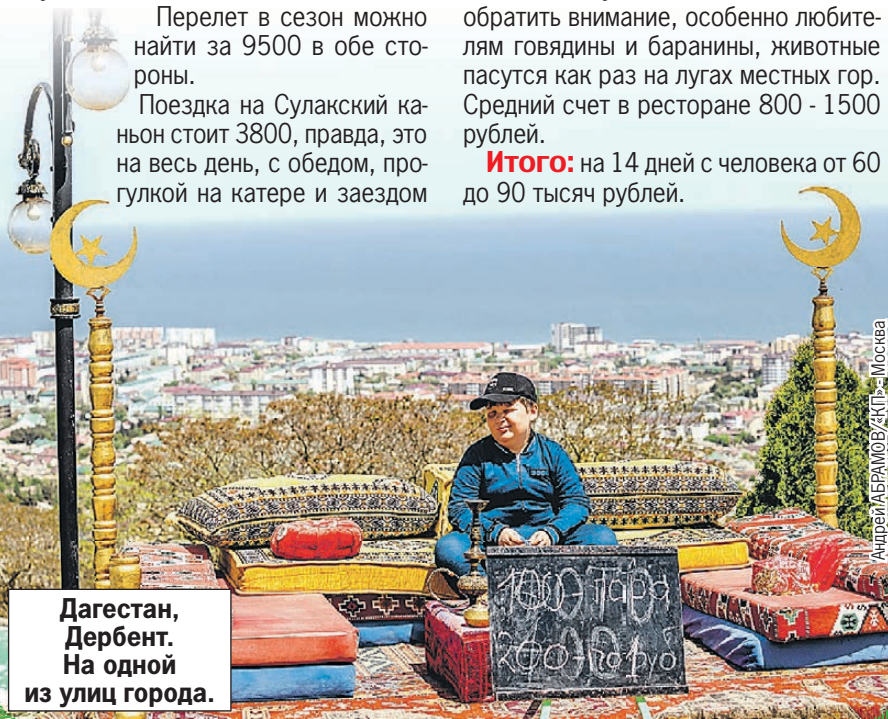 Перелет в сезон можно
найти за 9500 в обе сто-
роны.
Поездка на Сулакский ка-
ньон стоит 3800, правда, это
на весь день, с обедом, про-
гулкой на катере и заездом
обратить внимание, особенно любите-
лям говядины и баранины, животные
пасутся как раз на лугах местных гор.
Средний счет в ресторане 800 - 1500
рублей.
Итого: на 14 дней с человека от 60
до 90 тысяч рублей.
Андрей АБРАМОВ/«КП» - Москва
Дагестан,
Дербент.
На одной
из улиц города.